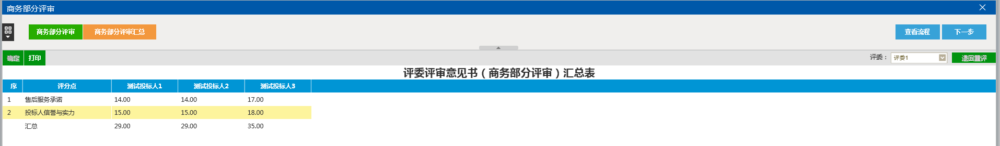 商务部分评审
商务部分评审 商务部分评审汇总 查看流程 下一步
确定 打印 评委： 评委1 退回重评
评委评审意见书（商务部分评审）汇总表
序 评分点 测试投标人1 测试投标人2 测试投标人3
1 售后服务承诺 14.00 14.00 17.00
2 投标人信誉与实力 15.00 15.00 18.00
汇总 29.00 29.00 35.00